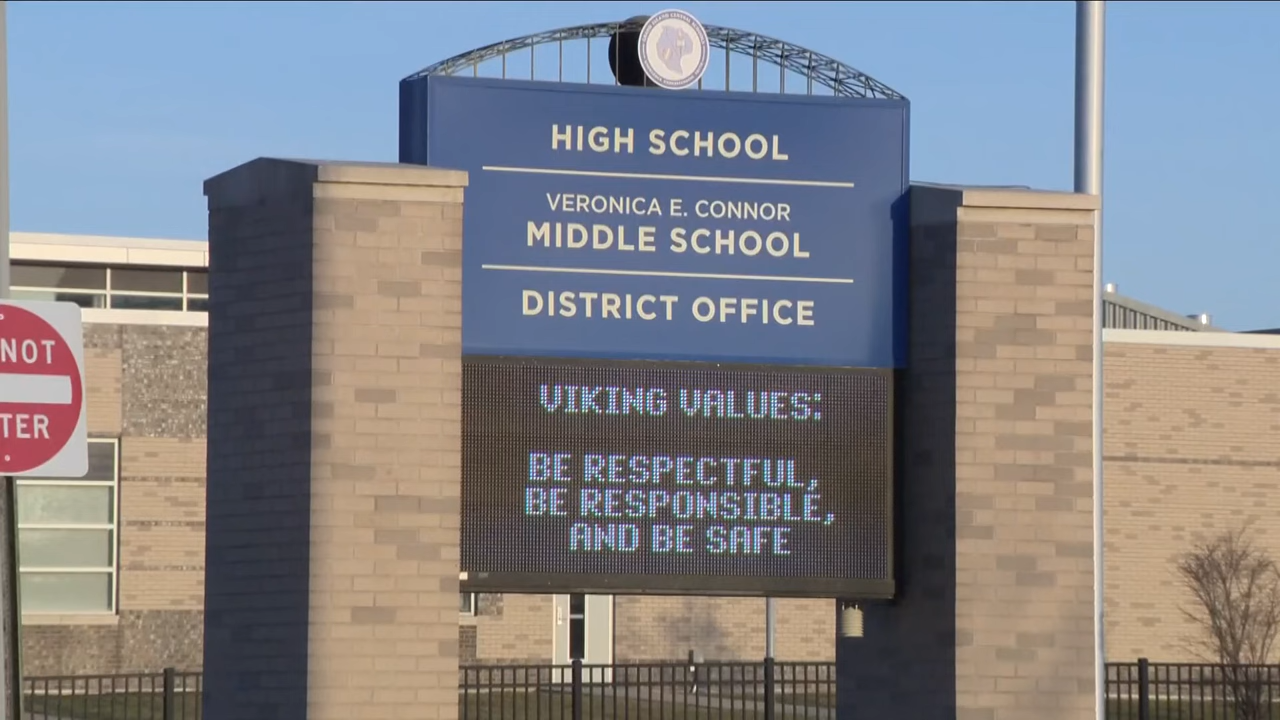 HIGH SCHOOL
VERONICA E. CONNOR
MIDDLE SCHOOL
DISTRICT OFFICE
VIKING VALUES:
BE RESPECTFUL,
BE RESPONSIBLE,
AND BE SAFE
NOT
TER